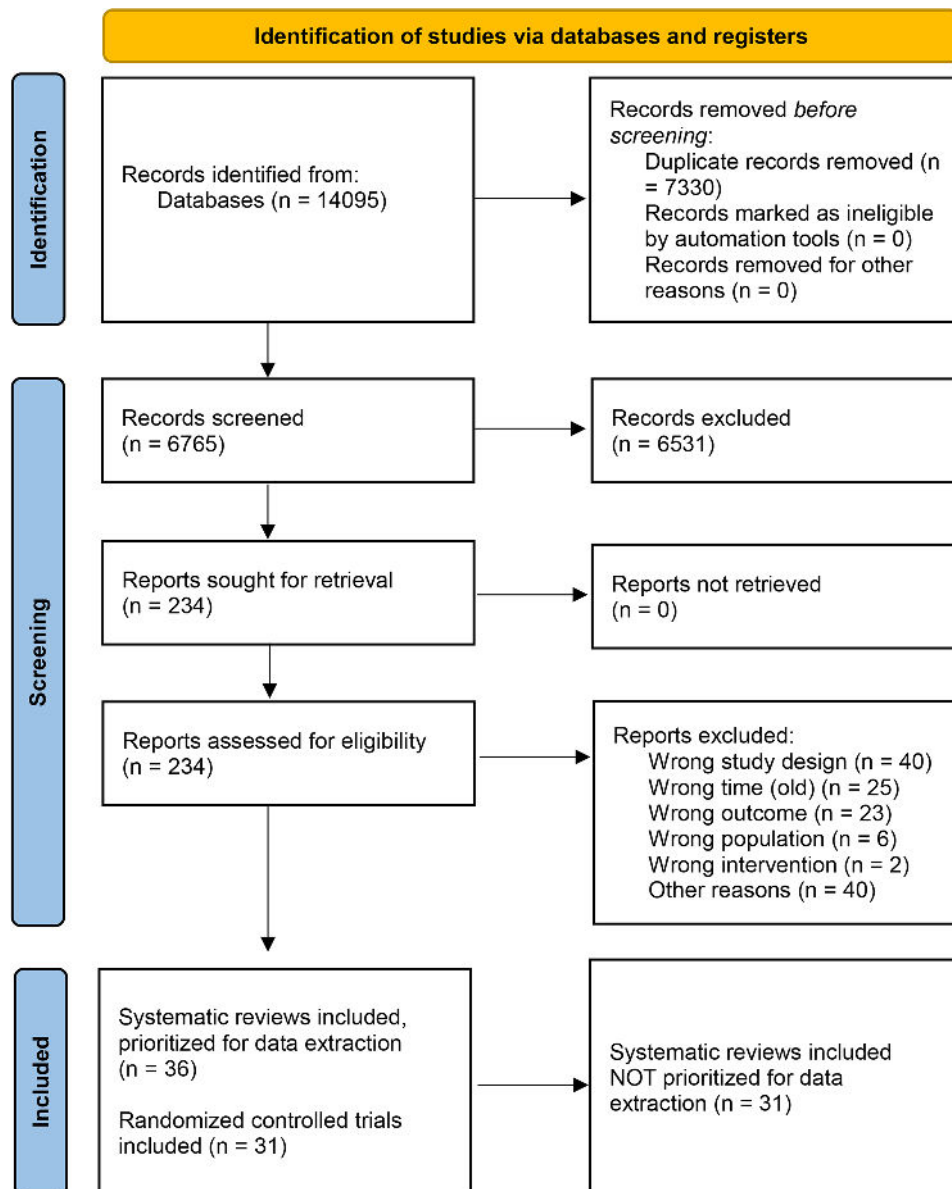 Identification of studies via databases and registers
Identification
Records identified from:
Databases (n = 14095)
Records removed before
screening:
Duplicate records removed (n
= 7330)
Records marked as ineligible
by automation tools (n = 0)
Records removed for other
reasons (n = 0)
Screening
Records screened
(n = 6765)
Records excluded
(n = 6531)
Reports sought for retrieval
(n = 234)
Reports not retrieved
(n = 0)
Reports assessed for eligibility
(n = 234)
Reports excluded:
Wrong study design (n = 40)
Wrong time (old) (n = 25)
Wrong outcome (n = 23)
Wrong population (n = 6)
Wrong intervention (n = 2)
Other reasons (n = 40)
Included
Systematic reviews included,
prioritized for data extraction
(n = 36)
Randomized controlled trials
included (n = 31)
Systematic reviews included
NOT prioritized for data
extraction (n = 31)